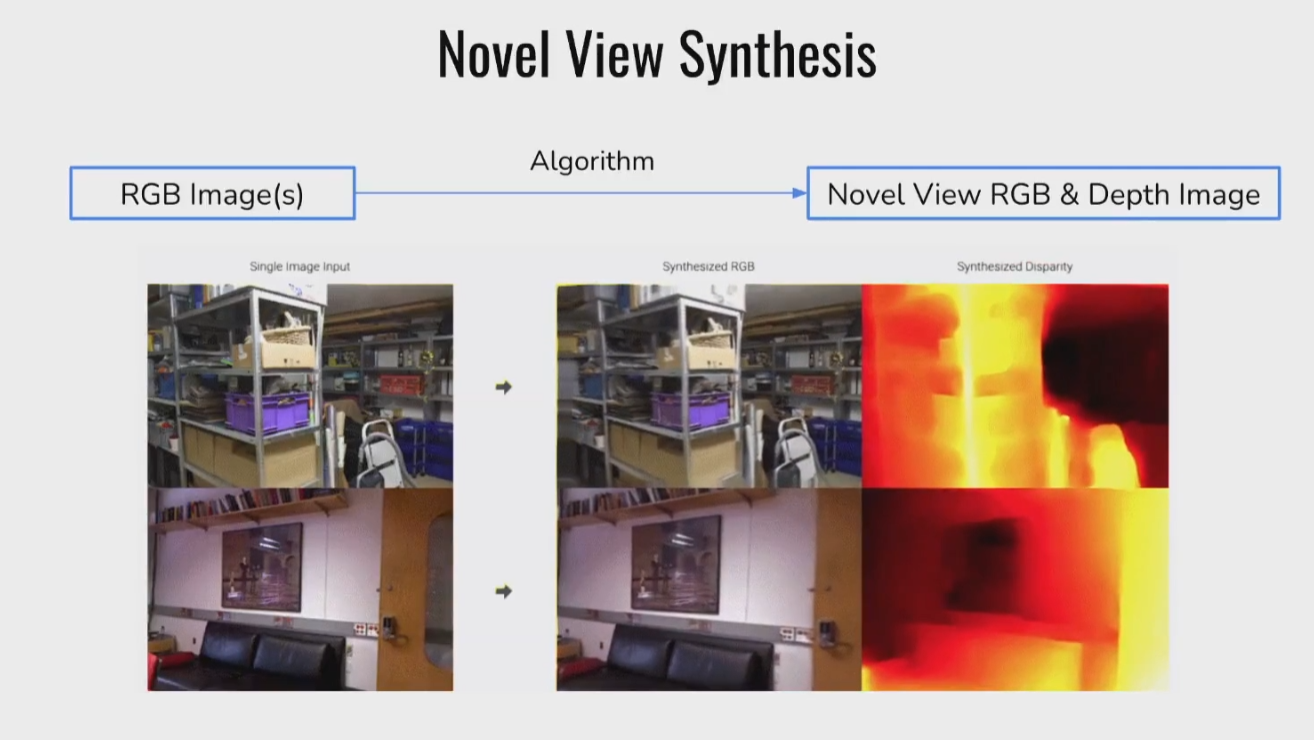 Novel View Synthesis
Algorithm
RGB Image(s)
Novel View RGB & Depth Image
Single Image Input
Synthesized RGB
Synthesized Disparity